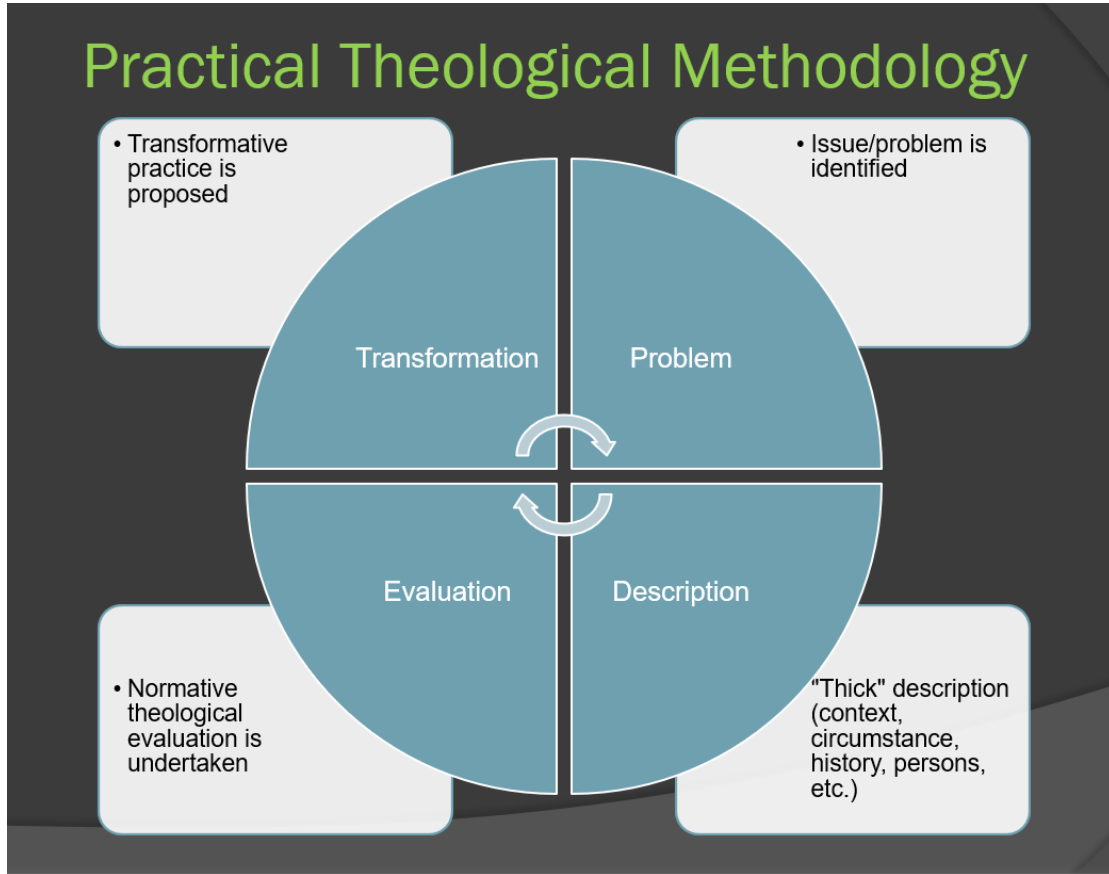 Practical Theological Methodology
• Transformative
practice is
proposed
• Issue/problem is
identified
Transformation
Problem
Evaluation
Description
• Normative
theological
evaluation is
undertaken
"Thick" description
(context,
circumstance,
history, persons,
etc.)